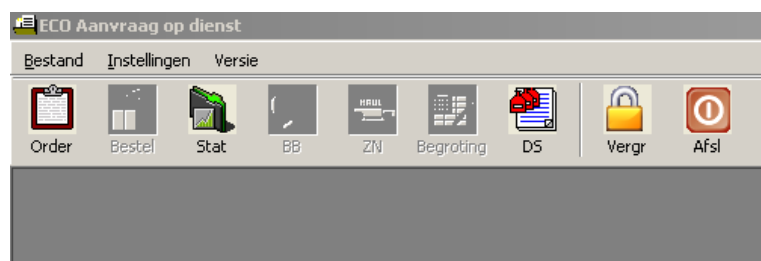 ECO Aanvraag op dienst
Bestand Instellingen Versie
HAUL
Order Bestel Stat BB ZN Begroting DS Vergr Afsl